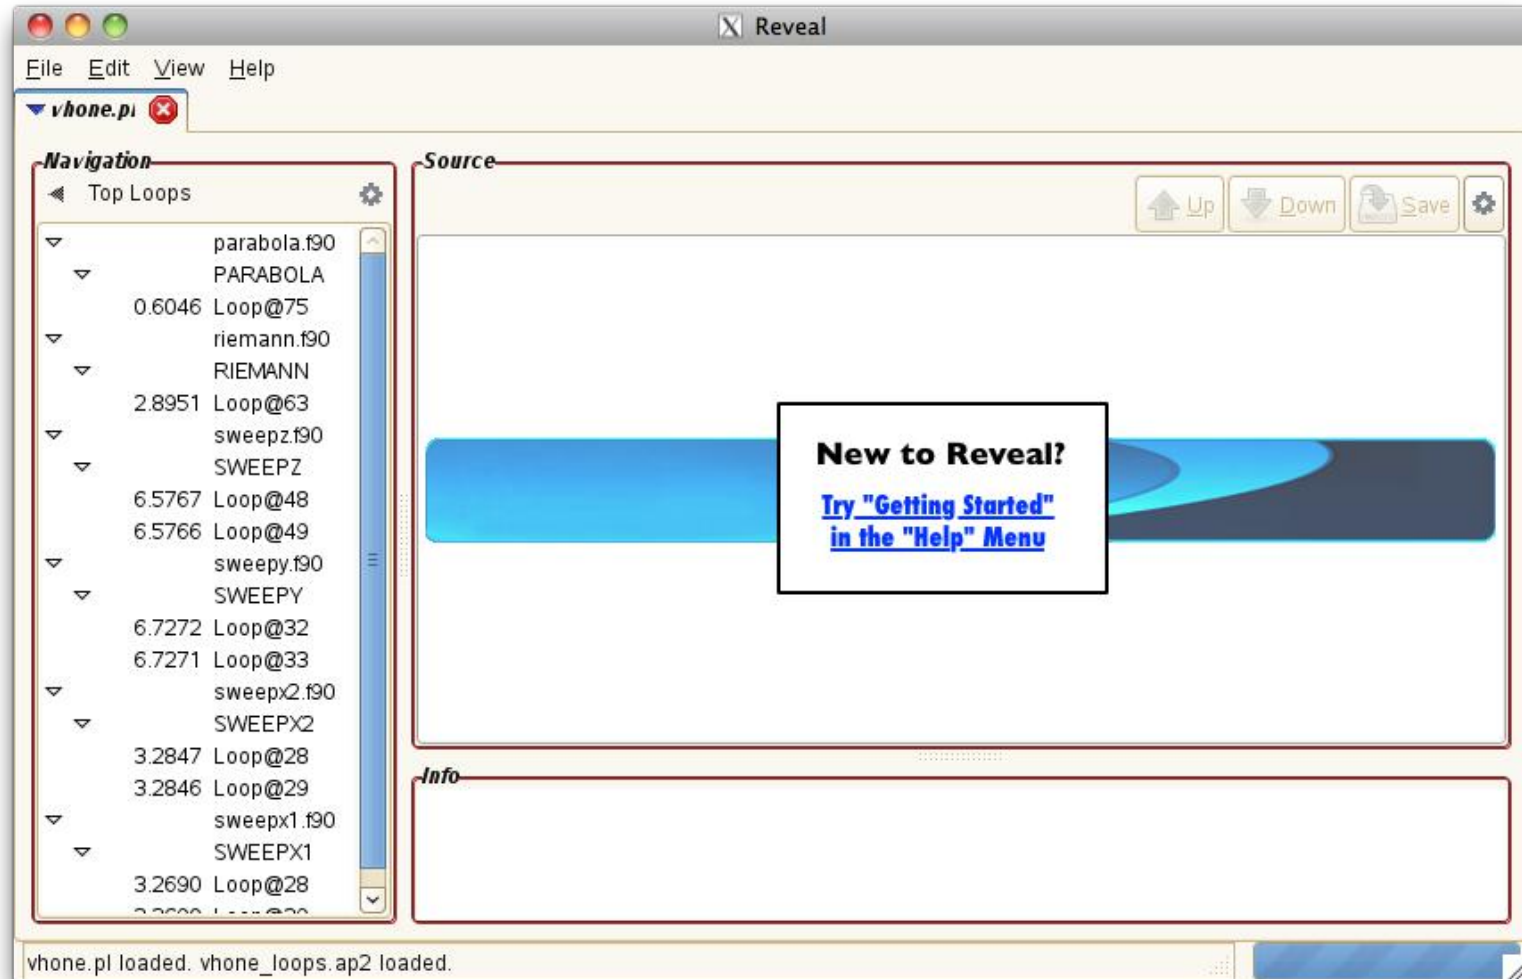 Reveal
File Edit View Help
vhone.pl
Navigation
Top Loops
parabola.f90
PARABOLA
0.6046 Loop@75
riemann.f90
RIEMANN
2.8951 Loop@63
sweepz.f90
SWEEPZ
6.5767 Loop@48
6.5766 Loop@49
sweepy.f90
SWEEPY
6.7272 Loop@32
6.7271 Loop@33
sweepx2.f90
SWEEPX2
3.2847 Loop@28
3.2846 Loop@29
sweepx1.f90
SWEEPX1
3.2690 Loop@28
Source
Up Down Save
New to Reveal?
Try "Getting Started"
in the "Help" Menu
Info
vhone.pl loaded. vhone_loops.ap2 loaded.